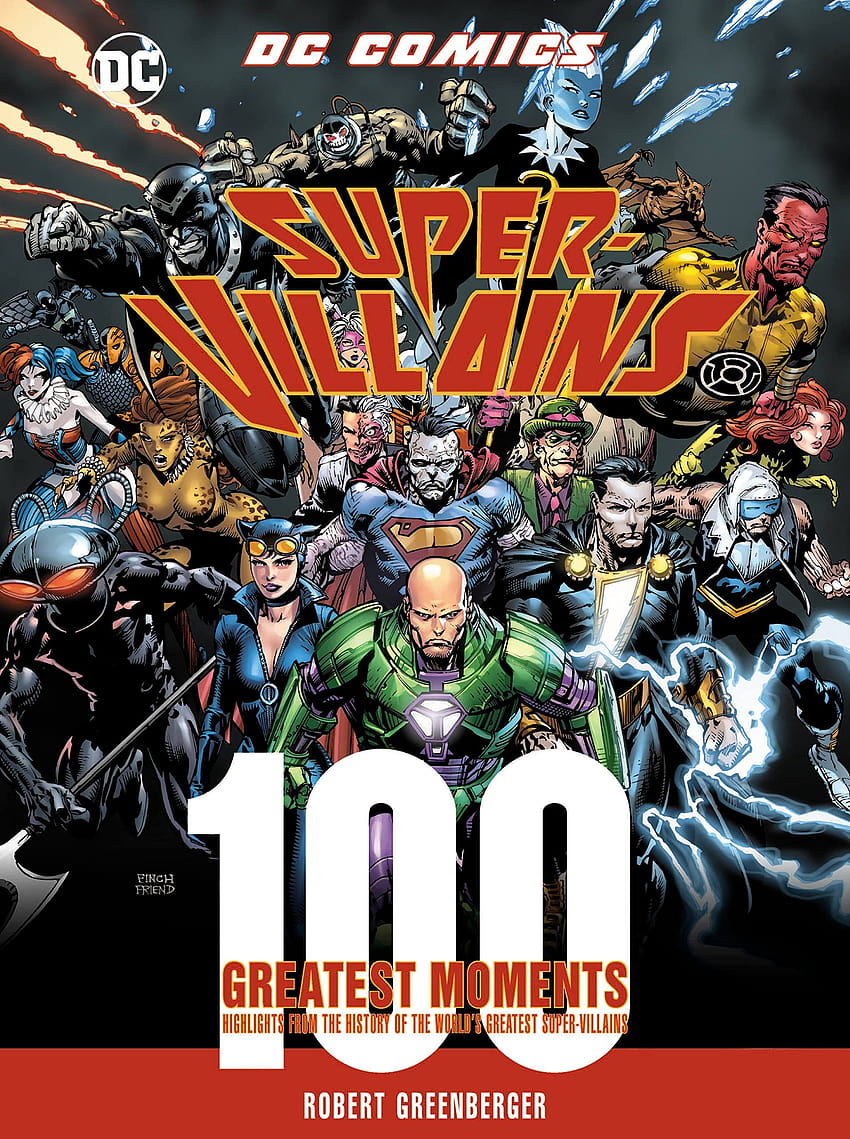 DC
DC COMICS
SUPER-
VILLAINS
FINCH
FRIEND
100
GREATEST MOMENTS
HIGHLIGHTS FROM THE HISTORY OF THE WORLD'S GREATEST SUPER-VILLAINS
ROBERT GREENBERGER